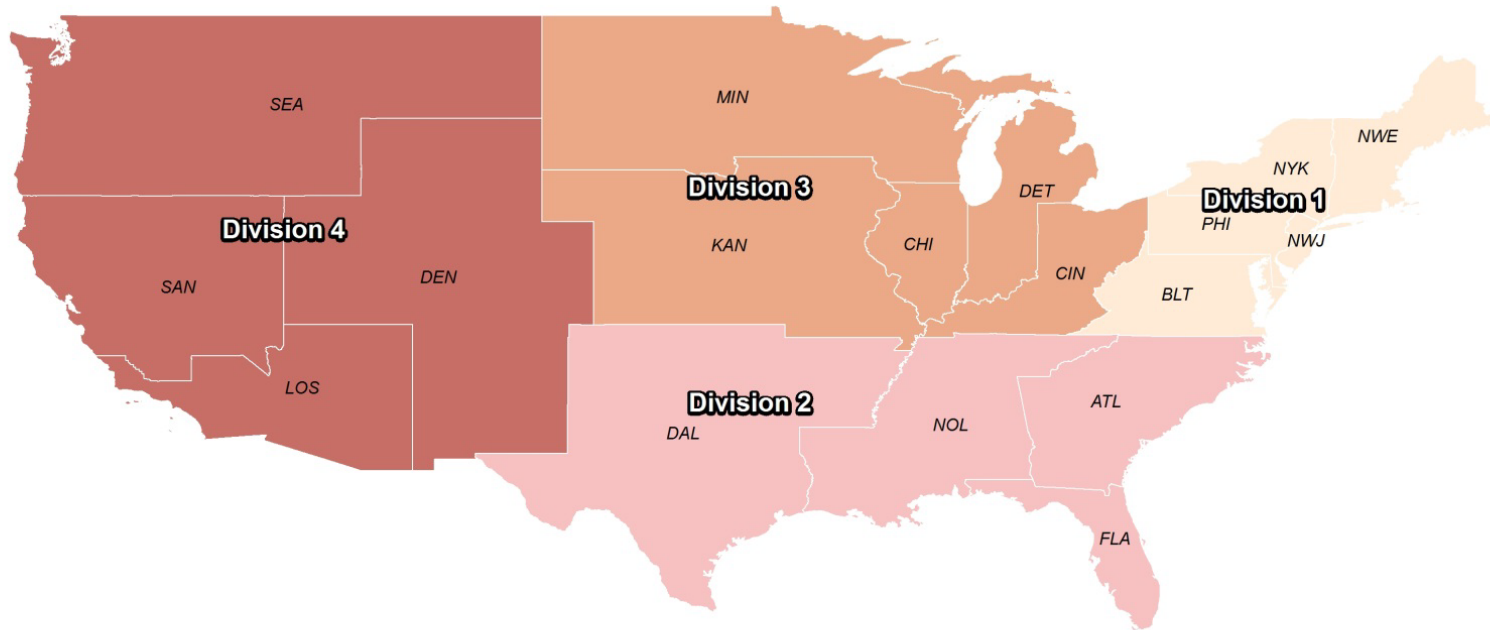 SEA
MIN
NWE
NYK
Division 3
DET
Division 1
PHI
Division 4
NWJ
KAN
CHI
CIN
DEN
SAN
BLT
LOS
Division 2
ATL
DAL
NOL
FLA